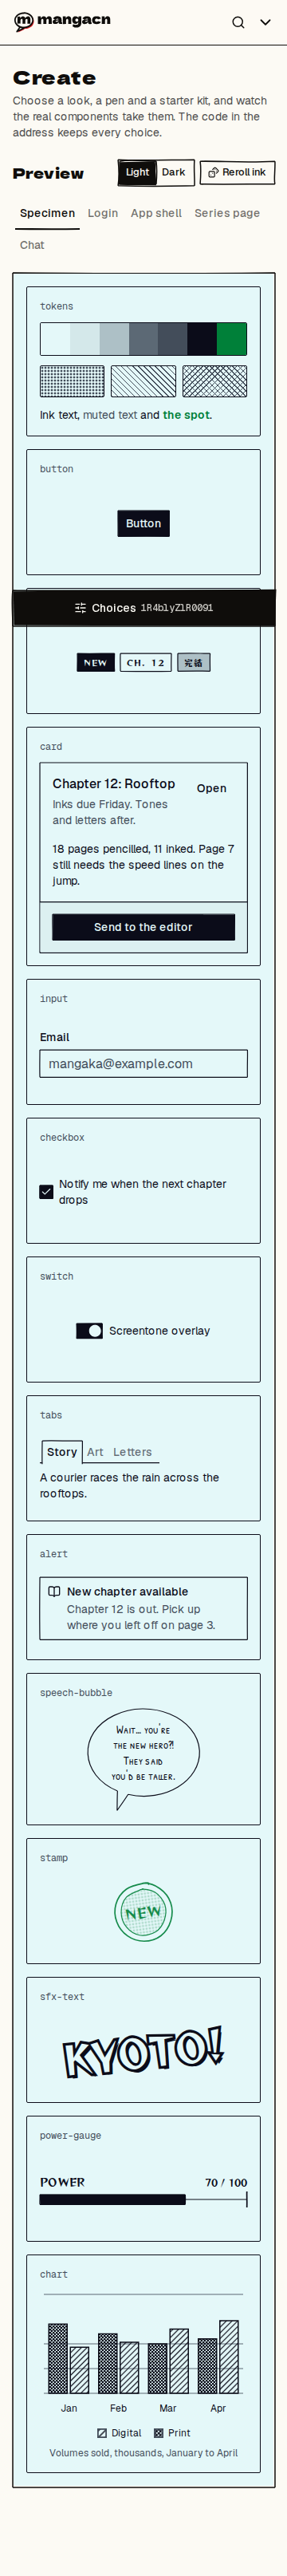 mangacn
Create
Choose a look, a pen and a starter kit, and watch
the real components take them. The code in the
address keeps every choice.
Preview
Light Dark
Reroll ink
Specimen Login App shell Series page
Chat
tokens
Ink text, muted text and the spot.
button
Button
Choices 1R4blyZlR0091
NEW CH. 12 完結
card
Chapter 12: Rooftop
Open
Inks due Friday. Tones
and letters after.
18 pages pencilled, 11 inked. Page 7
still needs the speed lines on the
jump.
Send to the editor
input
Email
mangaka@example.com
checkbox
Notify me when the next chapter
drops
switch
Screentone overlay
tabs
Story Art Letters
A courier races the rain across the
rooftops.
alert
New chapter available
Chapter 12 is out. Pick up
where you left off on page 3.
speech-bubble
Wait... you're
the new hero?!
They said
you'd be taller.
stamp
NEW
sfx-text
KYOTO!
power-gauge
POWER 70 / 100
chart
Jan Feb Mar Apr
Digital Print
Volumes sold, thousands, January to April